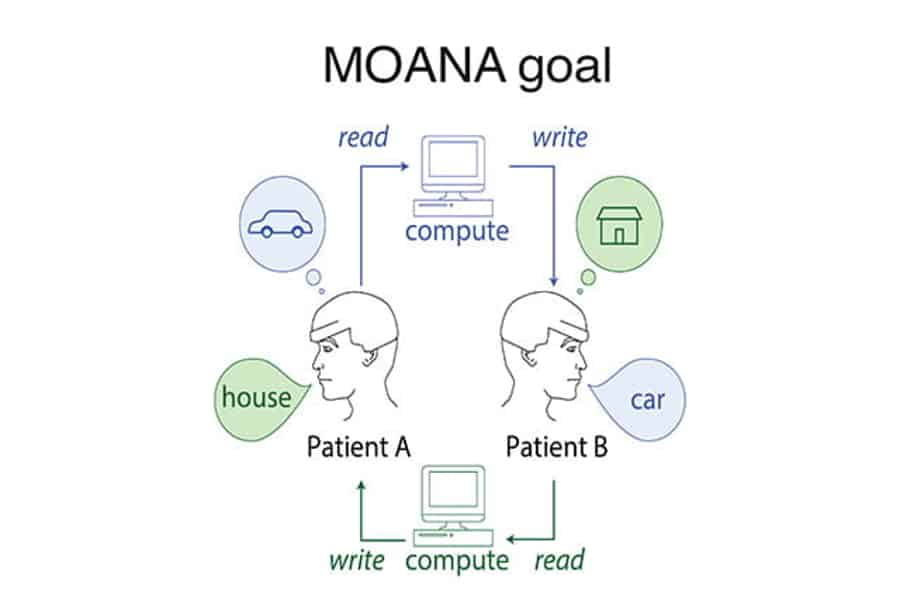 MOANA goal
read
write
compute
house
car
Patient A
Patient B
write
compute
read